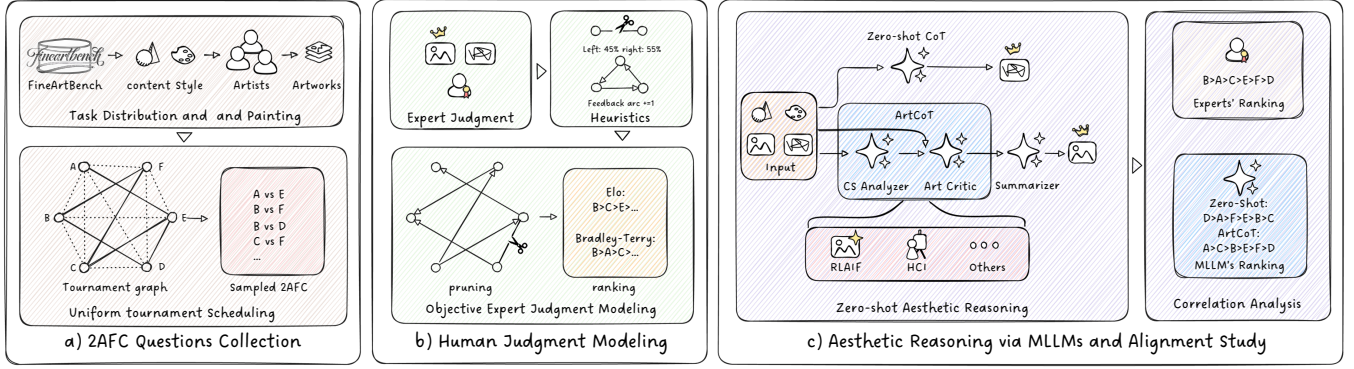 Fineartbench
FineArtBench
content Style
Artists
Artworks
Task Distribution and and Painting
A
F
B
E
C
D
Tournament graph
A vs E
B vs F
B vs D
C vs F
...
Sampled 2AFC
Uniform tournament Scheduling
a) 2AFC Questions Collection
Expert Judgment
Left: 45% right: 55%
Feedback arc +=1
Heuristics
pruning
Elo:
B>C>E>...
Bradley-Terry:
B>A>C>...
ranking
Objective Expert Judgment Modeling
b) Human Judgment Modeling
Zero-shot CoT
Input
ArtCoT
CS Analyzer
Art Critic
Summarizer
RLAIF
HCI
Others
Zero-shot Aesthetic Reasoning
B>A>C>E>F>D
Experts' Ranking
Zero-Shot:
D>A>F>E>B>C
ArtCoT:
A>C>B>E>F>D
MLLM's Ranking
Correlation Analysis
c) Aesthetic Reasoning via MLLMs and Alignment Study